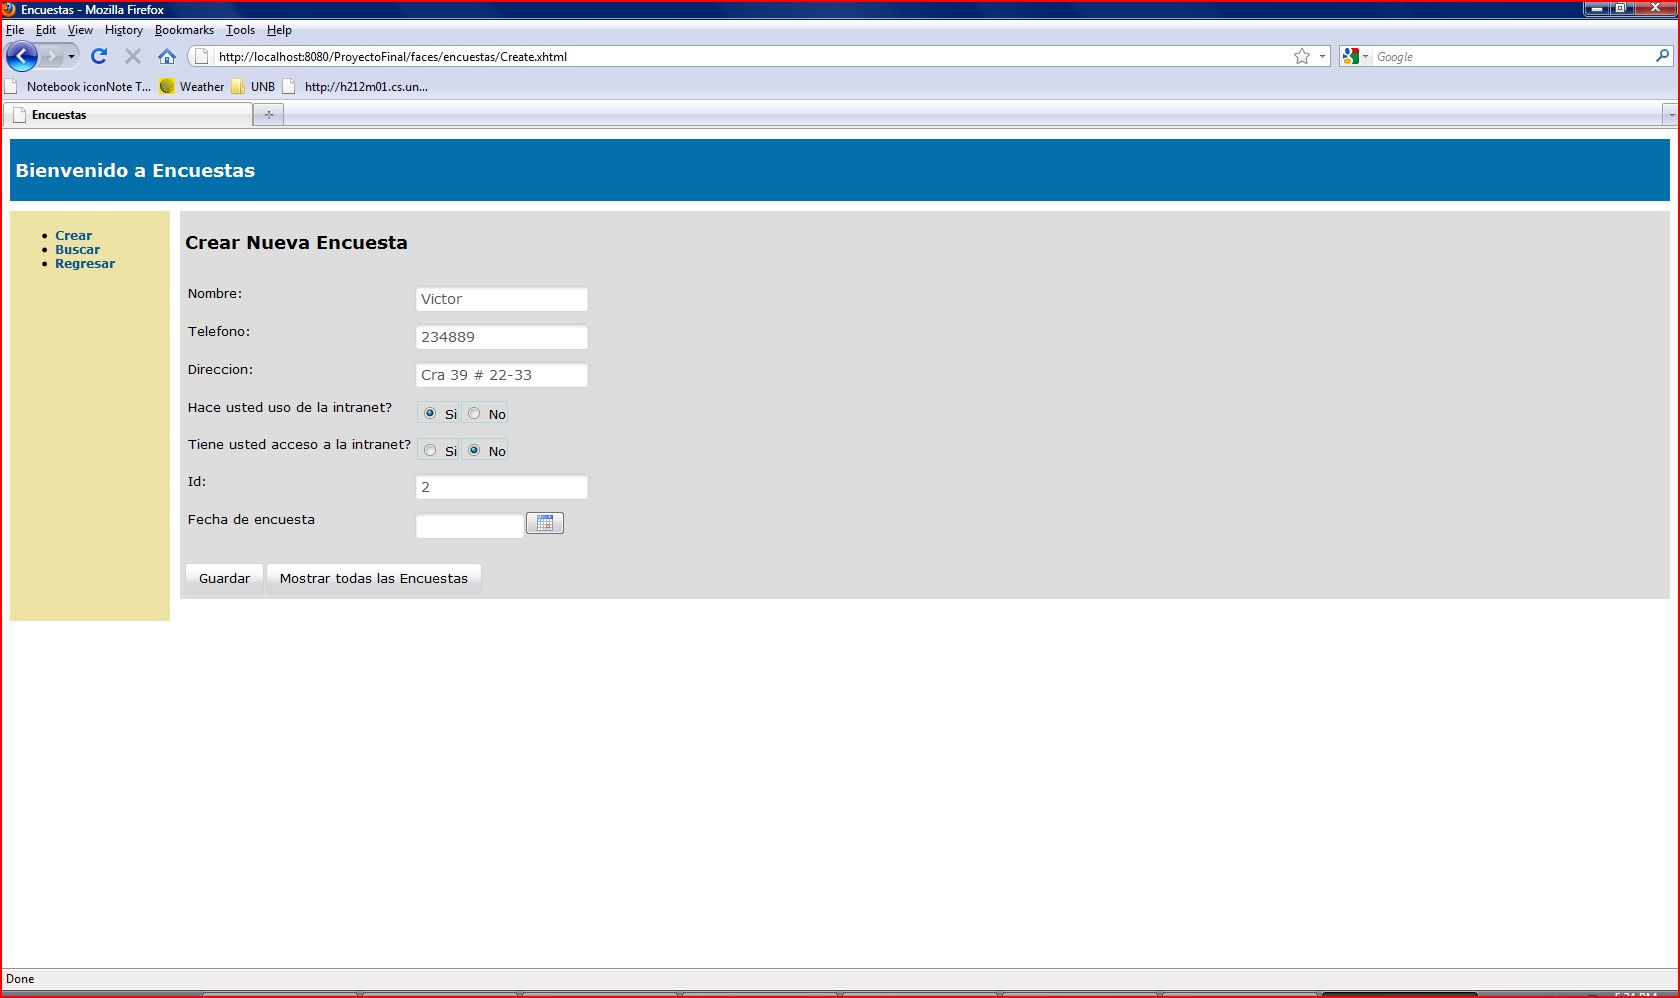 Encuestas - Mozilla Firefox
File Edit View History Bookmarks Tools Help
http://localhost:8080/ProyectoFinal/faces/encuestas/Create.xhtml Google
Notebook iconNote T... Weather UNB http://h212m01.cs.un...
Encuestas
Bienvenido a Encuestas
Crear
Buscar
Regresar
Crear Nueva Encuesta
Nombre: Victor
Telefono: 234889
Direccion: Cra 39 # 22-33
Hace usted uso de la intranet? Si No
Tiene usted acceso a la intranet? Si No
Id: 2
Fecha de encuesta
Guardar Mostrar todas las Encuestas
Done